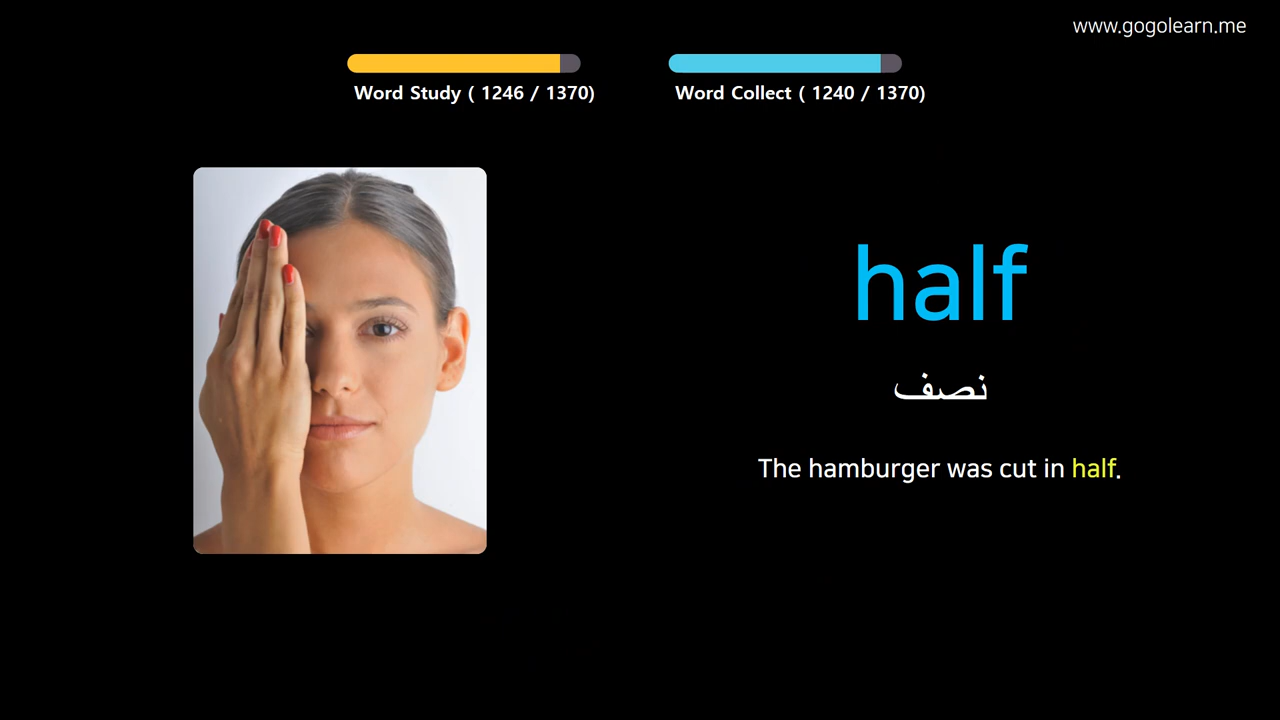 www.gogolearn.me
Word Study ( 1246 / 1370)
Word Collect ( 1240 / 1370)
half
نصف
The hamburger was cut in half.